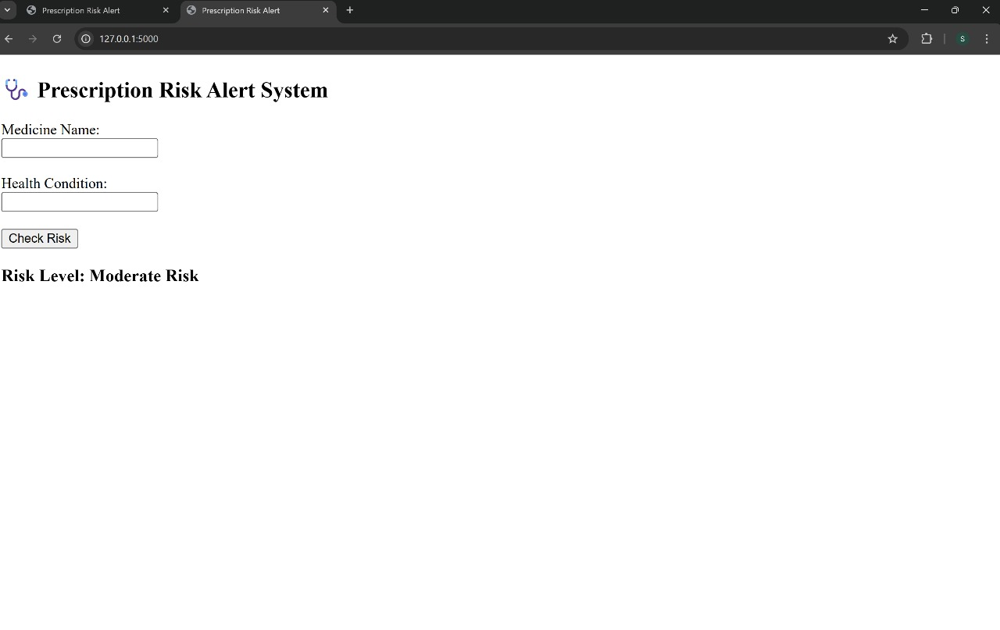 Prescription Risk Alert
Prescription Risk Alert
127.0.0.1:5000
S
Prescription Risk Alert System
Medicine Name:
Health Condition:
Check Risk
Risk Level: Moderate Risk